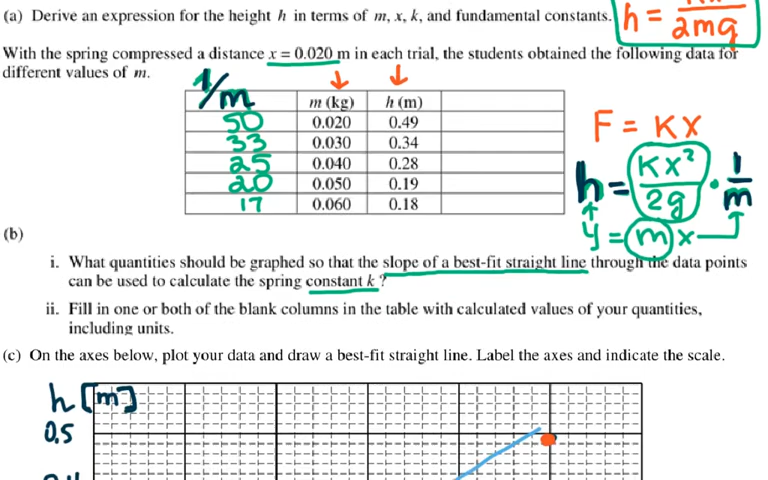 (a) Derive an expression for the height h in terms of m, x, k, and fundamental constants.
h = 2mg
With the spring compressed a distance x = 0.020 m in each trial, the students obtained the following data for
different values of m.
1/m m (kg) h (m)
50 0.020 0.49
33 0.030 0.34
25 0.040 0.28
20 0.050 0.19
17 0.060 0.18
F = KX
h = KX²/2g · 1/m
y = m x
(b)
i. What quantities should be graphed so that the slope of a best-fit straight line through the data points
can be used to calculate the spring constant k ?
ii. Fill in one or both of the blank columns in the table with calculated values of your quantities,
including units.
(c) On the axes below, plot your data and draw a best-fit straight line. Label the axes and indicate the scale.
h [m]
0.5